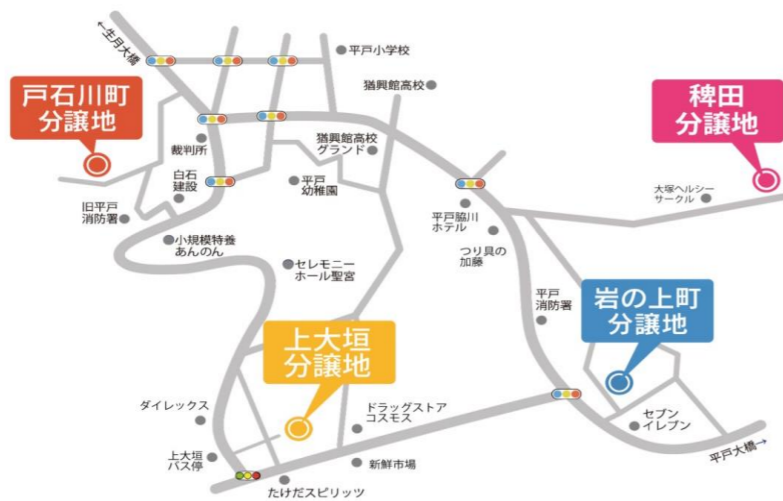 ←生月大橋
平戸小学校
猶興館高校
戸石川町
分譲地
稗田
分譲地
裁判所
猶興館高校
グランド
白石
建設
平戸
幼稚園
大塚ヘルシー
サークル
旧平戸
消防署
平戸脇川
ホテル
小規模特養
あんのん
つり具の
加藤
セレモニー
ホール聖宮
平戸
消防署
岩の上町
分譲地
上大垣
分譲地
ダイレックス
ドラッグストア
コスモス
セブン
イレブン
上大垣
バス停
新鮮市場
平戸大橋→
たけだスピリッツ